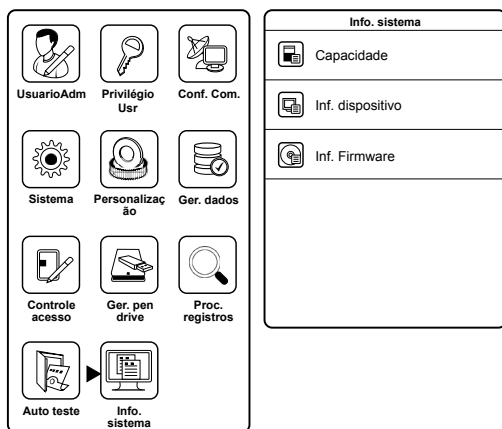 UsuarioAdm
Privilégio
Usr
Conf. Com.
Sistema
Personalizaç
ão
Ger. dados
Controle
acesso
Ger. pen
drive
Proc.
registros
Auto teste
Info.
sistema
Info. sistema
Capacidade
Inf. dispositivo
Inf. Firmware